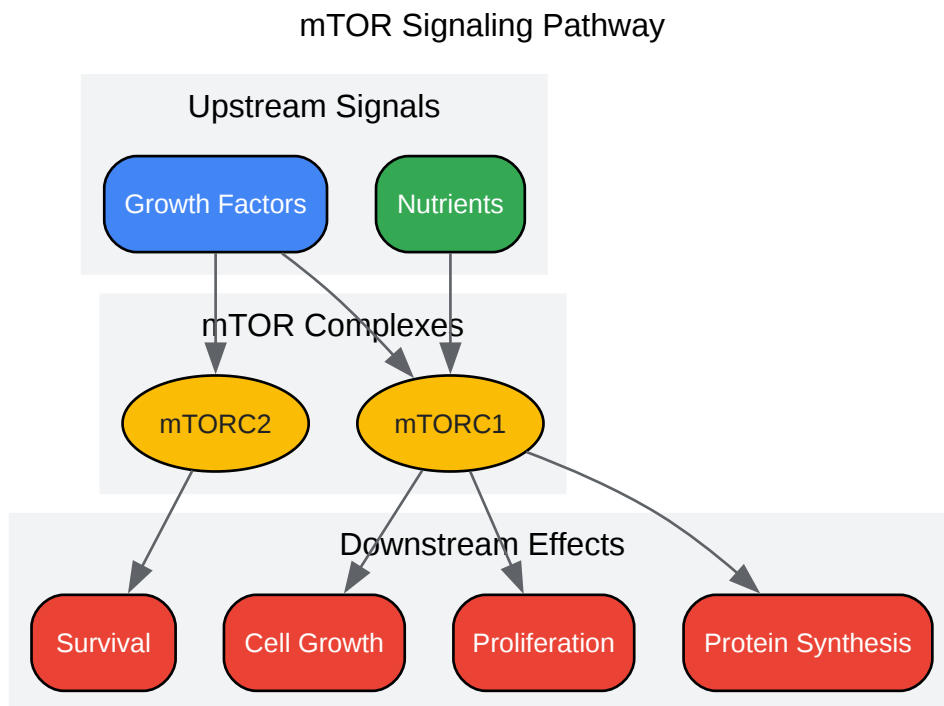 mTOR Signaling Pathway
Upstream Signals
Growth Factors
Nutrients
mTOR Complexes
mTORC2
mTORC1
Downstream Effects
Survival
Cell Growth
Proliferation
Protein Synthesis